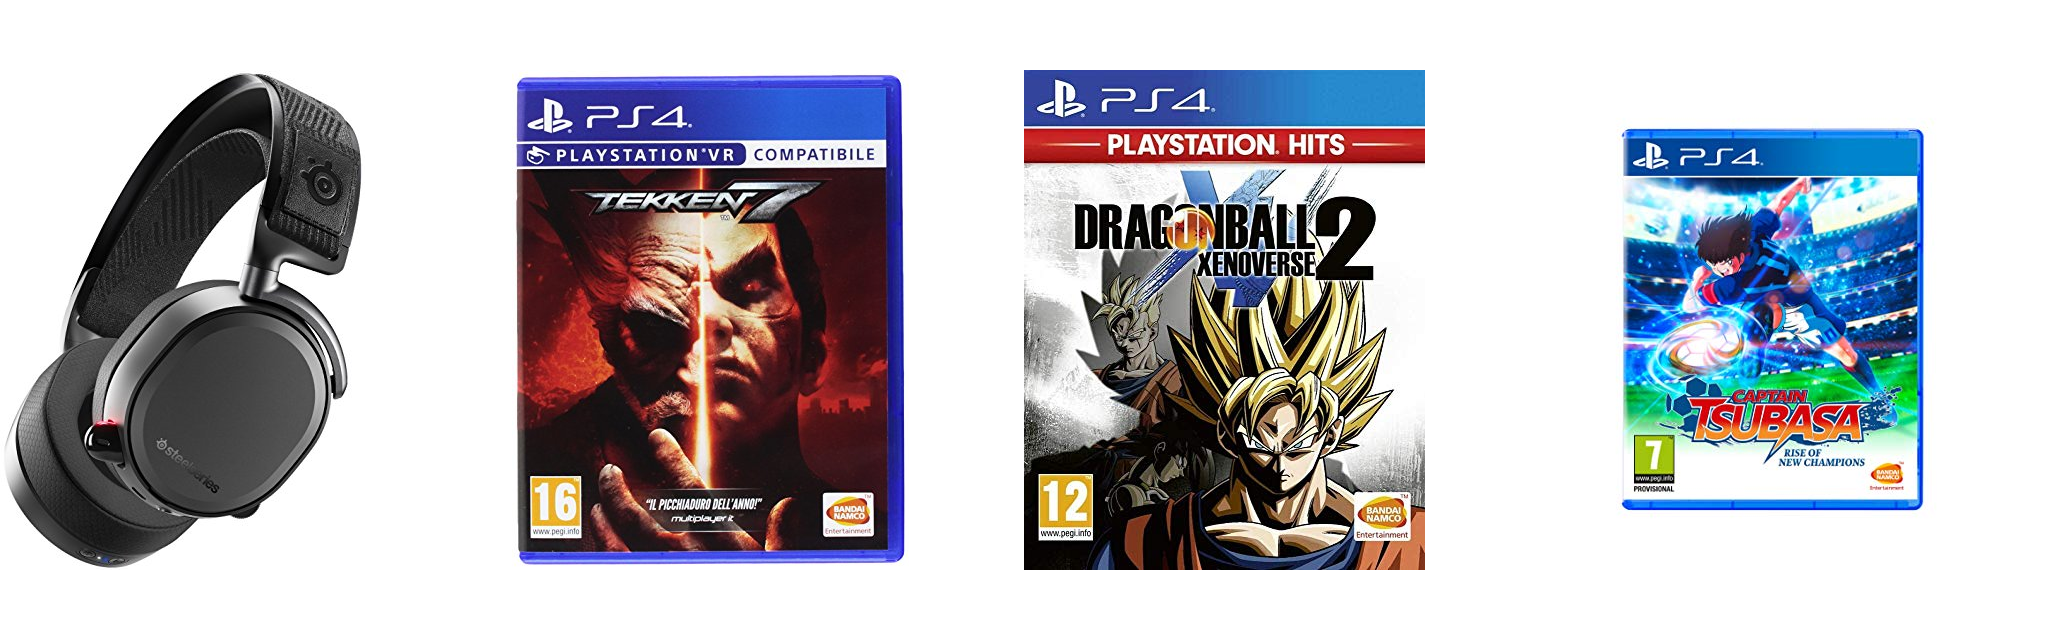 steelseries
PS4
PLAYSTATION®VR COMPATIBILE
TEKKEN 7
TM
16
www.pegi.info
“IL PICCHIADURO DELL'ANNO!”
multiplayer.it
BANDAI
NAMCO
Entertainment
PS4
PLAYSTATION® HITS
DRAGONBALL
XENOVERSE 2
12
www.pegi.info
BANDAI
NAMCO
Entertainment
PS4
CAPTAIN
TSUBASA
RISE OF
NEW CHAMPIONS
7
www.pegi.info
PROVISIONAL
BANDAI
NAMCO
Entertainment